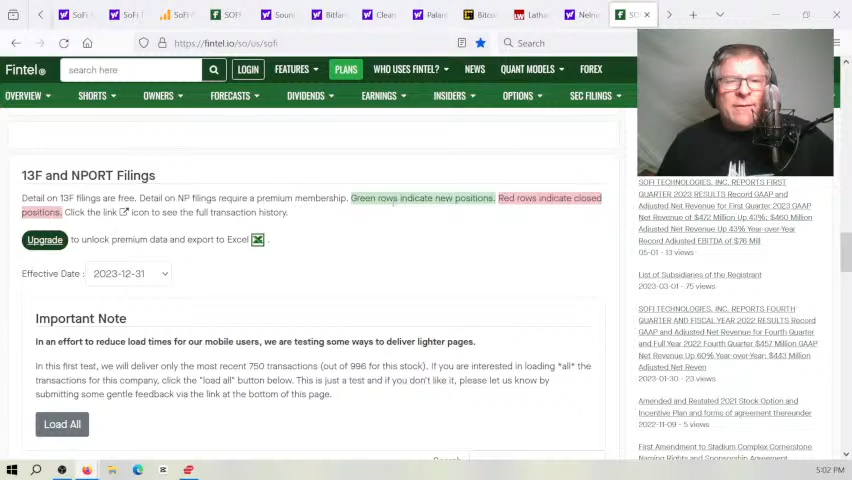 SoFi
SoFi T
SoFi
SOFI
Soun
Bitfar
Clean
Palan
Bitco
Latha
Nelne
SOF
https://fintel.io/so/us/sofi
Search
Fintel
search here
LOGIN
FEATURES
PLANS
WHO USES FINTEL?
NEWS
QUANT MODELS
FOREX
OVERVIEW
SHORTS
OWNERS
FORECASTS
DIVIDENDS
EARNINGS
INSIDERS
OPTIONS
SEC FILINGS
13F and NPORT Filings
Detail on 13F filings are free. Detail on NP filings require a premium membership. Green rows indicate new positions. Red rows indicate closed
positions. Click the link icon to see the full transaction history.
Upgrade to unlock premium data and export to Excel .
Effective Date : 2023-12-31
Important Note
In an effort to reduce load times for our mobile users, we are testing some ways to deliver lighter pages.
In this first test, we will deliver only the most recent 750 transactions (out of 996 for this stock). If you are interested in loading *all* the
transactions for this company, click the "load all" button below. This is just a test and if you don't like it, please let us know by
submitting some gentle feedback via the link at the bottom of this page.
Load All
SOFI TECHNOLOGIES, INC. REPORTS FIRST
QUARTER 2023 RESULTS Record GAAP and
Adjusted Net Revenue for First Quarter 2023 GAAP
Net Revenue of $472 Million Up 43%; $460 Million
Adjusted Net Revenue Up 43% Year-over-Year
Record Adjusted EBITDA of $76 Mill
05-01 - 13 views
List of Subsidiaries of the Registrant
2023-03-01 - 75 views
SOFI TECHNOLOGIES, INC. REPORTS FOURTH
QUARTER AND FISCAL YEAR 2022 RESULTS Record
GAAP and Adjusted Net Revenue for Fourth Quarter
and Full Year 2022 Fourth Quarter $457 Million GAAP
Net Revenue Up 60% Year-over-Year; $443 Million
Adjusted Net Reven
2023-01-30 - 23 views
Amended and Restated 2021 Stock Option and
Incentive Plan and forms of agreement thereunder
2022-11-09 - 5 views
First Amendment to Stadium Complex Cornerstone
Naming Rights and Sponsorship Agreement
5:02 PM